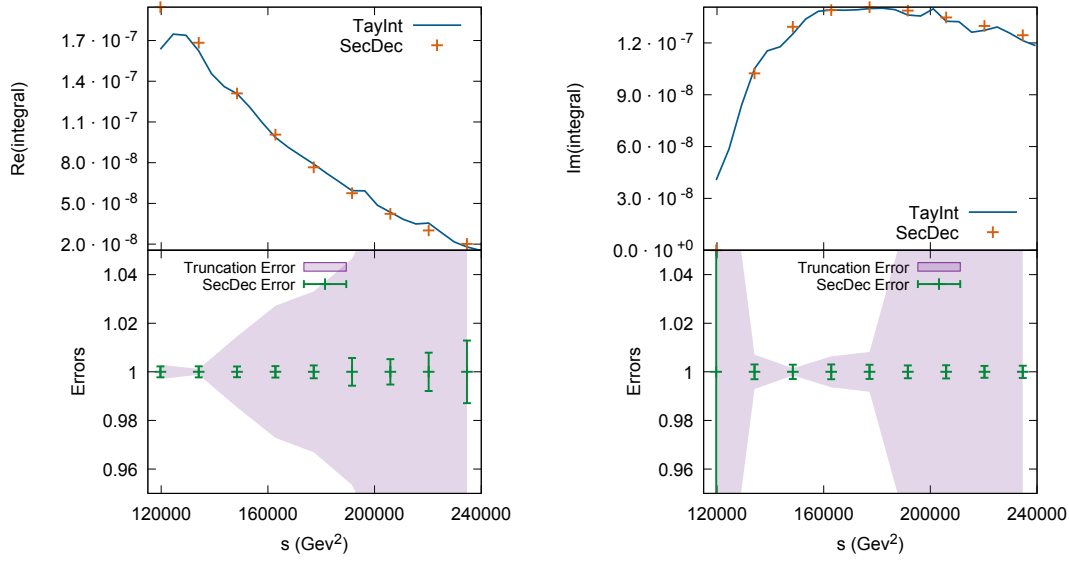 Re(integral)
1.7 · 10⁻⁷
1.4 · 10⁻⁷
1.1 · 10⁻⁷
8.0 · 10⁻⁸
5.0 · 10⁻⁸
2.0 · 10⁻⁸
TayInt
SecDec
Errors
1.04
1.02
1
0.98
0.96
Truncation Error
SecDec Error
120000 160000 200000 240000
s (Gev²)
Im(integral)
1.2 · 10⁻⁷
9.0 · 10⁻⁸
6.0 · 10⁻⁸
3.0 · 10⁻⁸
0.0 · 10⁺⁰
TayInt
SecDec
Errors
1.04
1.02
1
0.98
0.96
Truncation Error
SecDec Error
120000 160000 200000 240000
s (Gev²)